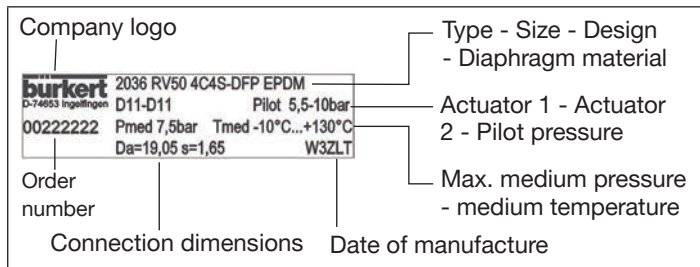 Company logo
Type - Size - Design
- Diaphragm material
bürkert
D-74653 Ingelfingen
2036 RV50 4C4S-DFP EPDM
D11-D11 Pilot 5,5-10bar
00222222 Pmed 7,5bar Tmed -10°C...+130°C
Da=19,05 s=1,65 W3ZLT
Actuator 1 - Actuator
2 - Pilot pressure
Max. medium pressure
- medium temperature
Order
number
Connection dimensions
Date of manufacture